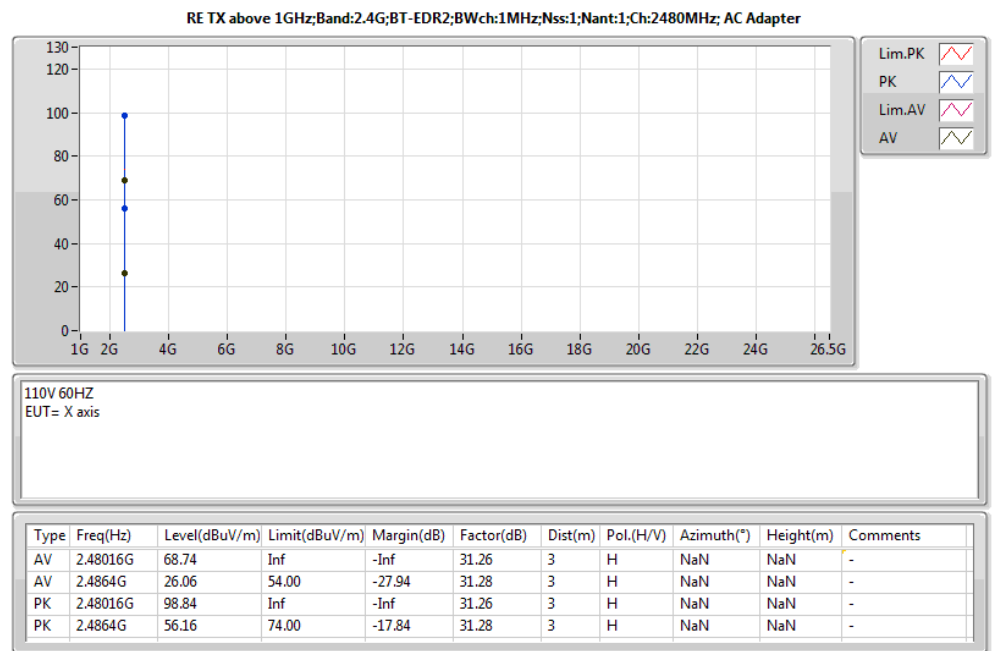 RE TX above 1GHz;Band:2.4G;BT-EDR2;BWch:1MHz;Nss:1;Nant:1;Ch:2480MHz; AC Adapter
130
120
100
80
60
40
20
0
1G 2G 4G 6G 8G 10G 12G 14G 16G 18G 20G 22G 24G 26.5G
Lim.PK
PK
Lim.AV
AV
110V 60HZ
EUT= X axis
Type Freq(Hz) Level(dBuV/m) Limit(dBuV/m) Margin(dB) Factor(dB) Dist(m) Pol.(H/V) Azimuth(°) Height(m) Comments
AV 2.48016G 68.74 Inf -Inf 31.26 3 H NaN NaN -
AV 2.4864G 26.06 54.00 -27.94 31.28 3 H NaN NaN -
PK 2.48016G 98.84 Inf -Inf 31.26 3 H NaN NaN -
PK 2.4864G 56.16 74.00 -17.84 31.28 3 H NaN NaN -